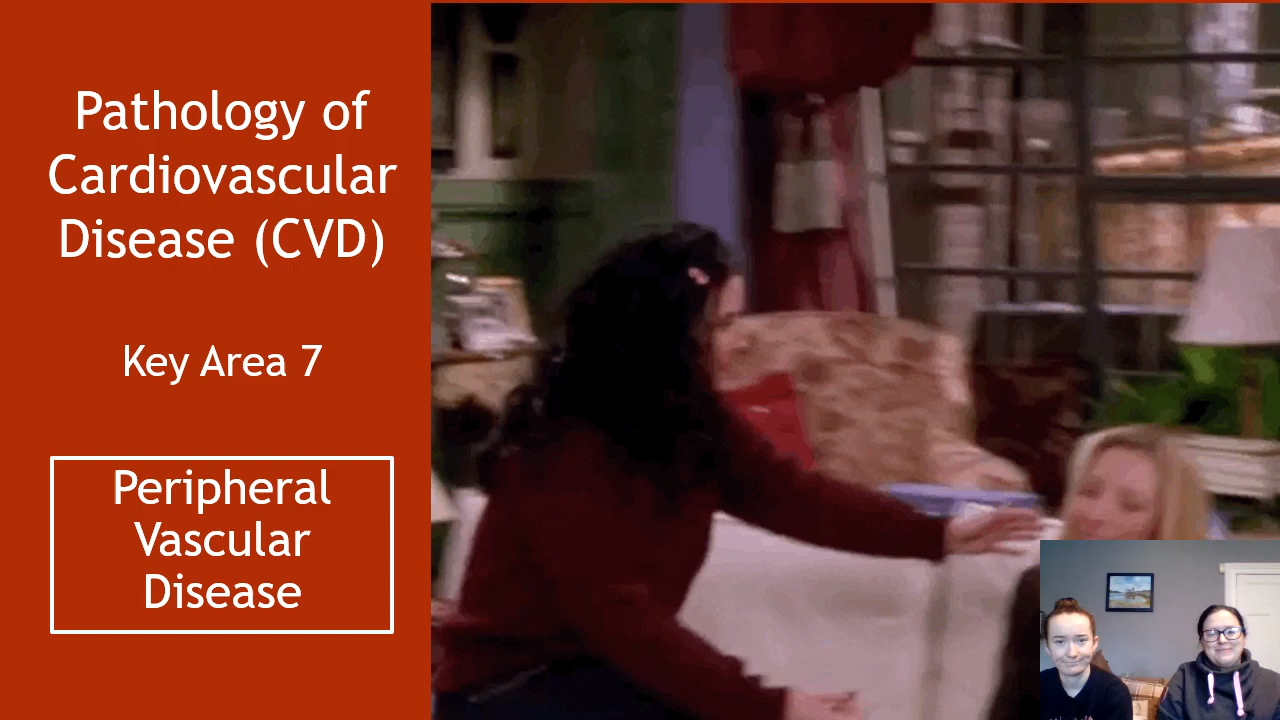 Pathology of
Cardiovascular
Disease (CVD)
Key Area 7
Peripheral
Vascular
Disease